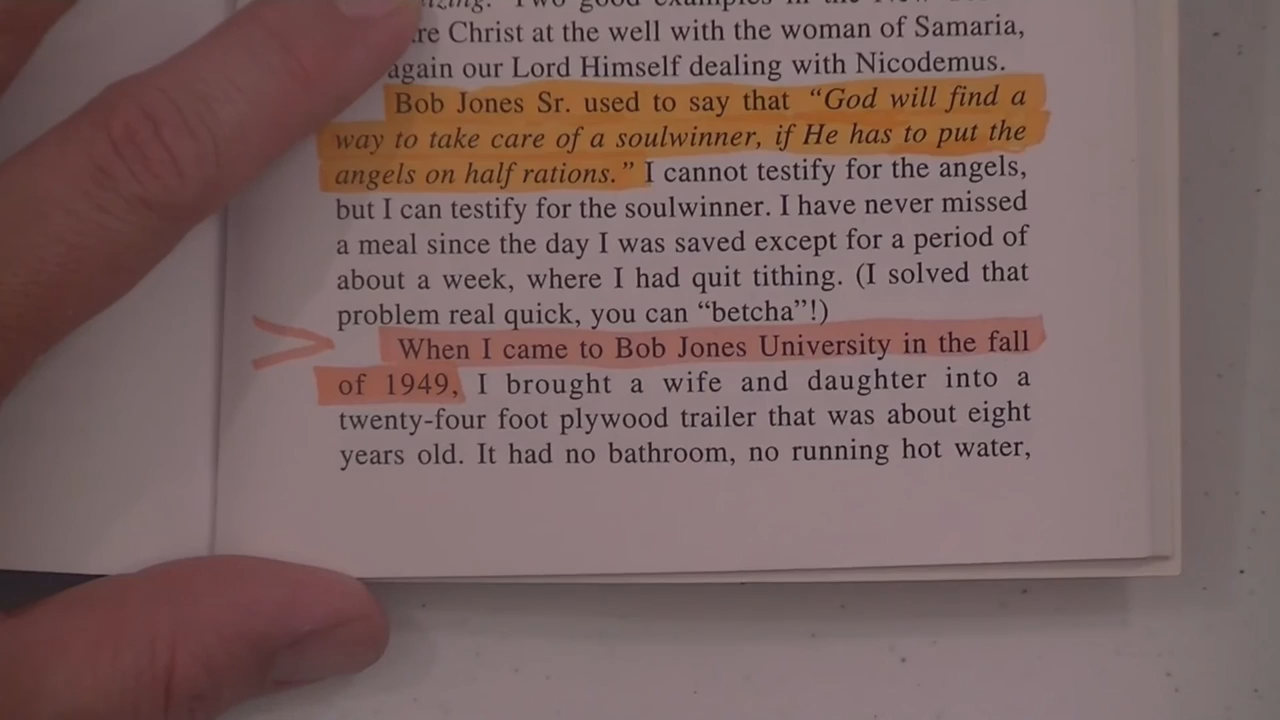 Two good examples in the New
Christ at the well with the woman of Samaria,
again our Lord Himself dealing with Nicodemus.
Bob Jones Sr. used to say that “God will find a
way to take care of a soulwinner, if He has to put the
angels on half rations.” I cannot testify for the angels,
but I can testify for the soulwinner. I have never missed
a meal since the day I was saved except for a period of
about a week, where I had quit tithing. (I solved that
problem real quick, you can “betcha”!)
When I came to Bob Jones University in the fall
of 1949, I brought a wife and daughter into a
twenty-four foot plywood trailer that was about eight
years old. It had no bathroom, no running hot water,